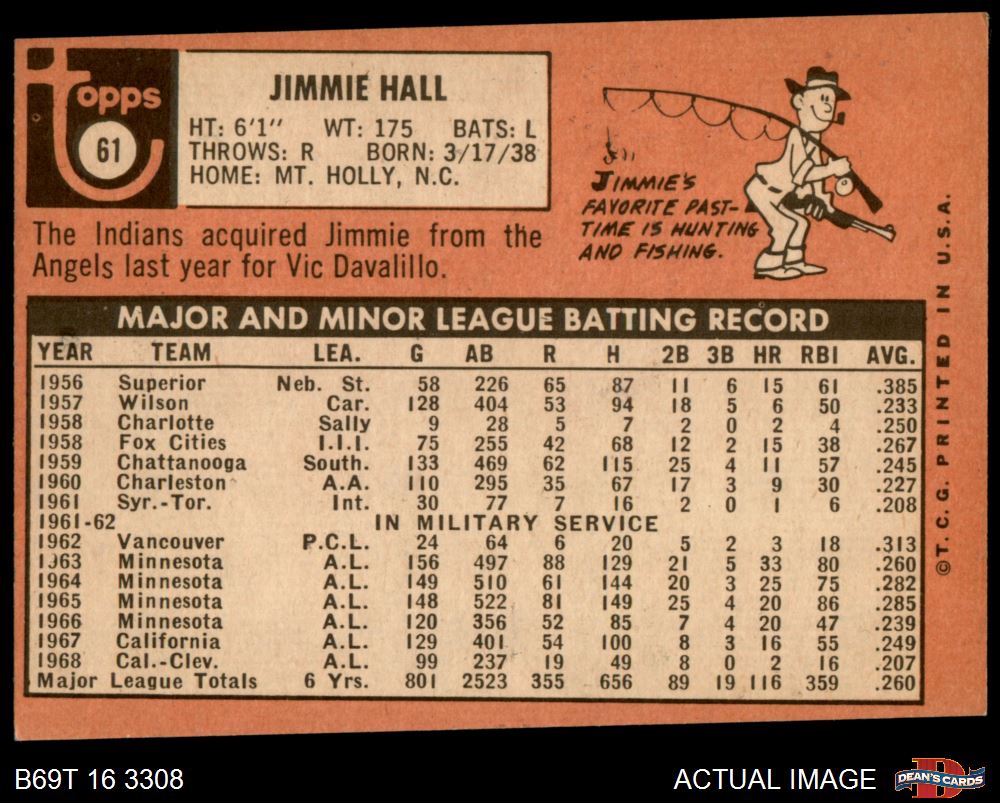 Topps
61
JIMMIE HALL
HT: 6'1" WT: 175 BATS: L
THROWS: R BORN: 3/17/38
HOME: MT. HOLLY, N.C.
The Indians acquired Jimmie from the
Angels last year for Vic Davalillo.
JIMMIE'S
FAVORITE PAST-
TIME IS HUNTING
AND FISHING.
MAJOR AND MINOR LEAGUE BATTING RECORD
YEAR TEAM LEA. G AB R H 2B 3B HR RBI AVG.
1956 Superior Neb. St. 58 226 65 87 11 6 15 61 .385
1957 Wilson Car. 128 404 53 94 18 5 6 50 .233
1958 Charlotte Sally 9 28 5 7 2 0 2 4 .250
1958 Fox Cities I.I.I. 75 255 42 68 12 2 15 38 .267
1959 Chattanooga South. 133 469 62 115 25 4 11 57 .245
1960 Charleston A.A. 110 295 35 67 17 3 9 30 .227
1961 Syr.-Tor. Int. 30 77 7 16 2 0 1 6 .208
1961-62 IN MILITARY SERVICE
1962 Vancouver P.C.L. 24 64 6 20 5 2 3 18 .313
1963 Minnesota A.L. 156 497 88 129 21 5 33 80 .260
1964 Minnesota A.L. 149 510 61 144 20 3 25 75 .282
1965 Minnesota A.L. 148 522 81 149 25 4 20 86 .285
1966 Minnesota A.L. 120 356 52 85 7 4 20 47 .239
1967 California A.L. 129 401 54 100 8 3 16 55 .249
1968 Cal.-Clev. A.L. 99 237 19 49 8 0 2 16 .207
Major League Totals 6 Yrs. 801 2523 355 656 89 19 116 359 .260
©T.C.G. PRINTED IN U.S.A.
B69T 16 3308
ACTUAL IMAGE
DEAN'S CARDS